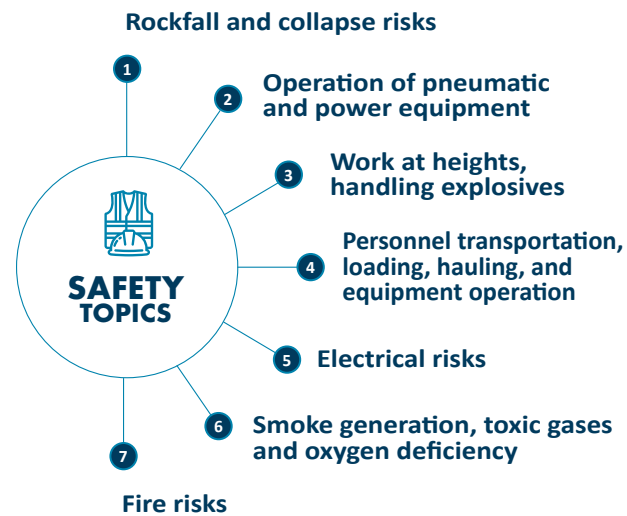 Rockfall and collapse risks
1
2
Operation of pneumatic
and power equipment
3
Work at heights,
handling explosives
SAFETY
TOPICS
4
Personnel transportation,
loading, hauling, and
equipment operation
5
Electrical risks
6
Smoke generation, toxic gases
and oxygen deficiency
7
Fire risks